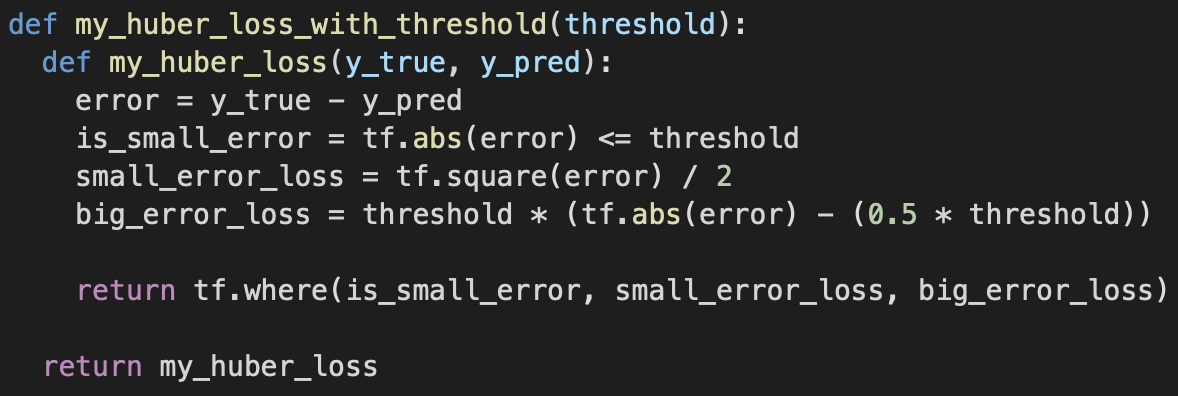 def my_huber_loss_with_threshold(threshold):
  def my_huber_loss(y_true, y_pred):
    error = y_true - y_pred
    is_small_error = tf.abs(error) <= threshold
    small_error_loss = tf.square(error) / 2
    big_error_loss = threshold * (tf.abs(error) - (0.5 * threshold))

    return tf.where(is_small_error, small_error_loss, big_error_loss)

  return my_huber_loss